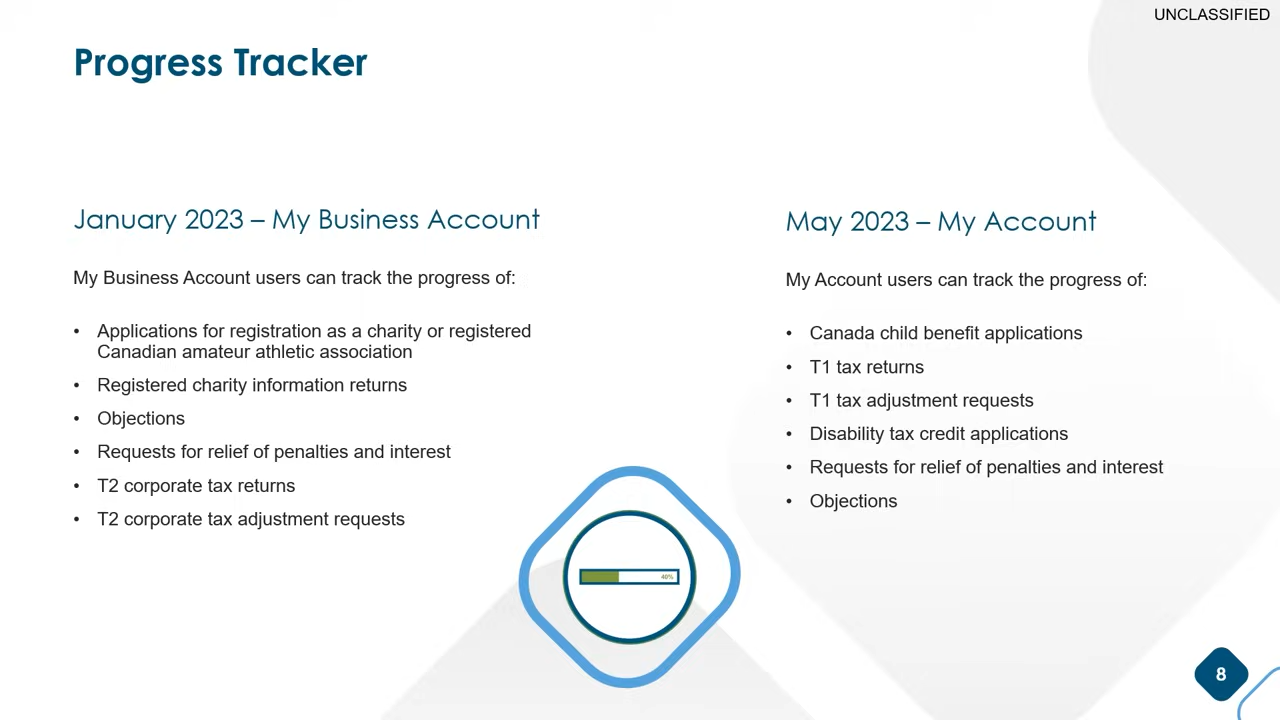 UNCLASSIFIED
Progress Tracker
January 2023 – My Business Account
My Business Account users can track the progress of:
• Applications for registration as a charity or registered
Canadian amateur athletic association
• Registered charity information returns
• Objections
• Requests for relief of penalties and interest
• T2 corporate tax returns
• T2 corporate tax adjustment requests
May 2023 – My Account
My Account users can track the progress of:
• Canada child benefit applications
• T1 tax returns
• T1 tax adjustment requests
• Disability tax credit applications
• Requests for relief of penalties and interest
• Objections
40%
8